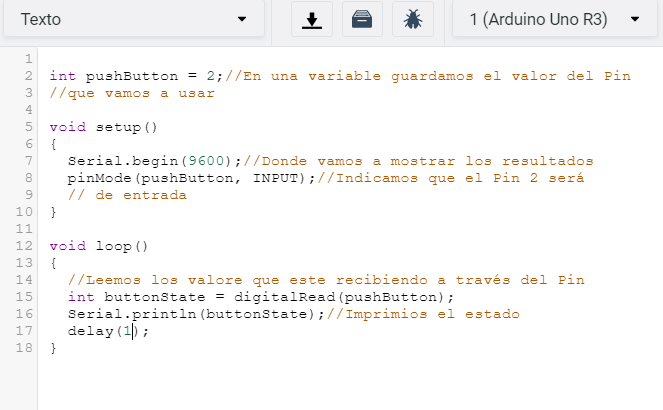 Texto
1 (Arduino Uno R3)
1
2 int pushButton = 2;//En una variable guardamos el valor del Pin
3 //que vamos a usar
4
5 void setup()
6 {
7   Serial.begin(9600);//Donde vamos a mostrar los resultados
8   pinMode(pushButton, INPUT);//Indicamos que el Pin 2 será
9   // de entrada
10 }
11
12 void loop()
13 {
14   //Leemos los valore que este recibiendo a través del Pin
15   int buttonState = digitalRead(pushButton);
16   Serial.println(buttonState);//Imprimios el estado
17   delay(1);
18 }